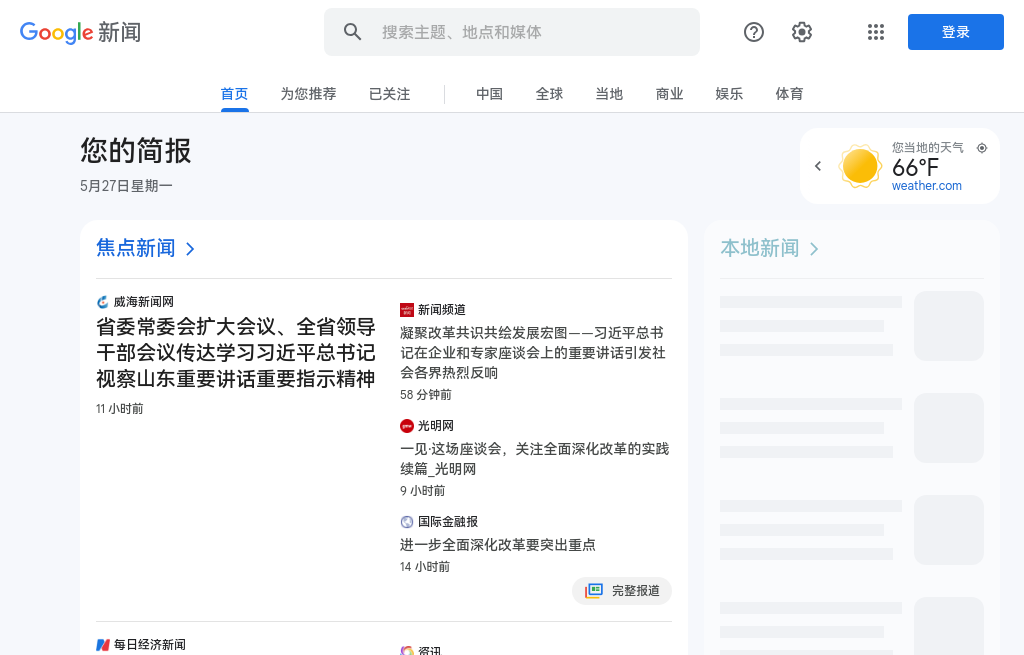 Google 新闻
搜索主题、地点和媒体
登录
首页
为您推荐
已关注
中国
全球
当地
商业
娱乐
体育
您的简报
5月27日星期一
您当地的天气
66°F
weather.com
焦点新闻
威海新闻网
省委常委会扩大会议、全省领导
干部会议传达学习习近平总书记
视察山东重要讲话重要指示精神
11 小时前
新闻频道
凝聚改革共识共绘发展宏图——习近平总书
记在企业和专家座谈会上的重要讲话引发社
会各界热烈反响
58 分钟前
光明网
一见·这场座谈会，关注全面深化改革的实践
续篇_光明网
9 小时前
国际金融报
进一步全面深化改革要突出重点
14 小时前
完整报道
每日经济新闻
资讯
本地新闻